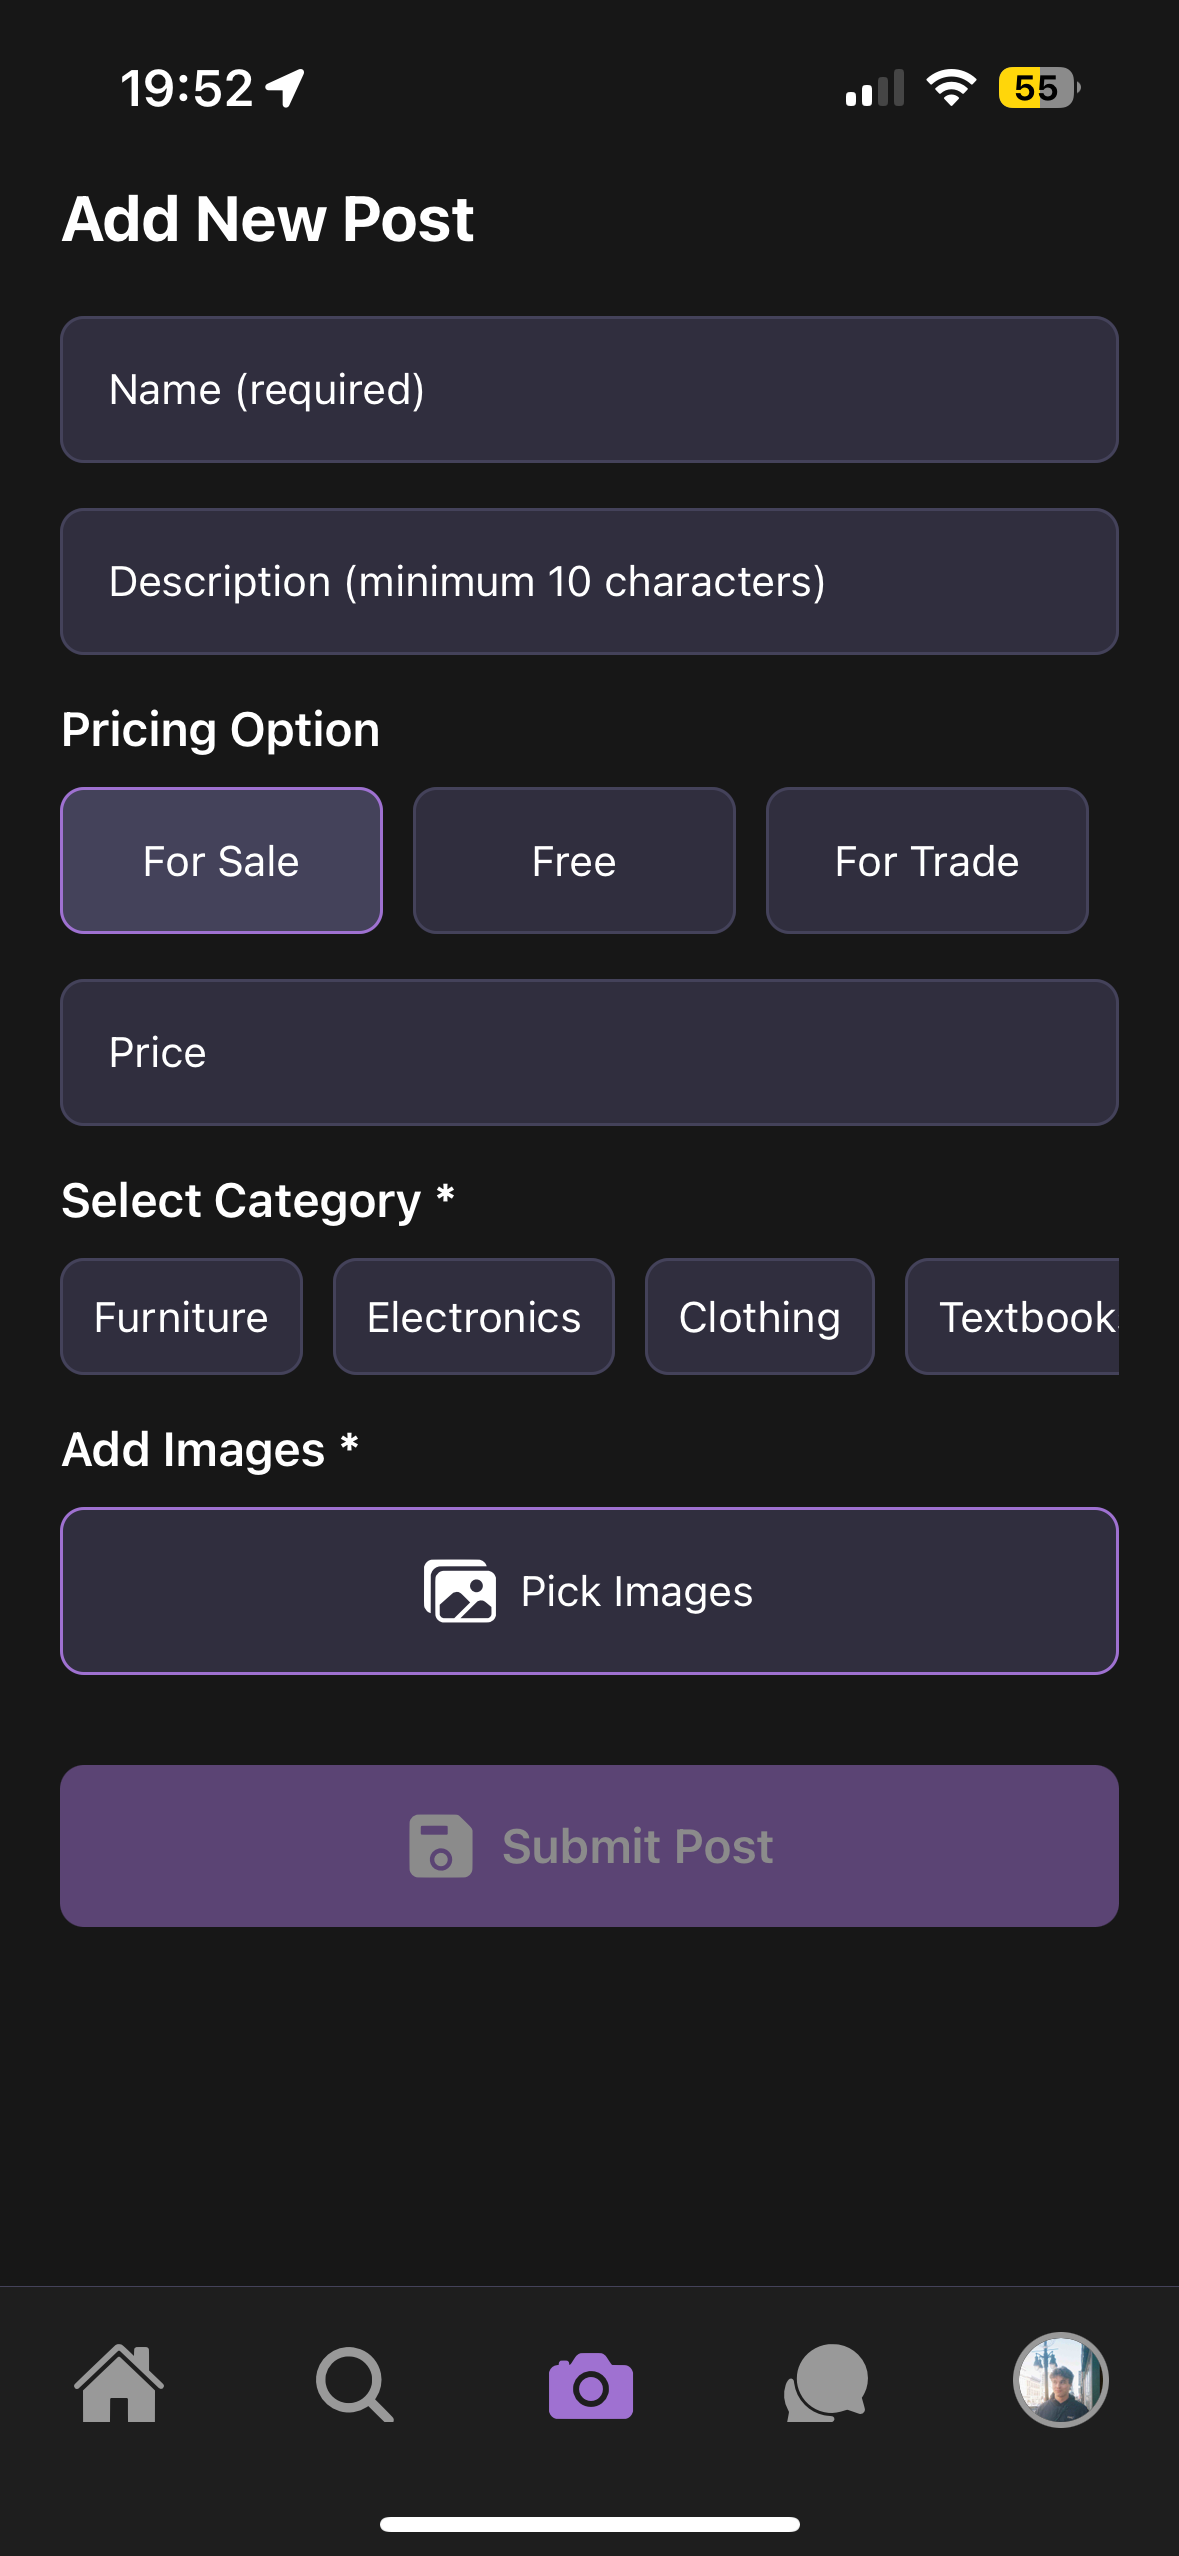 19:52
55
Add New Post
Name (required)
Description (minimum 10 characters)
Pricing Option
For Sale Free For Trade
Price
Select Category *
Furniture Electronics Clothing Textbook
Add Images *
Pick Images
Submit Post